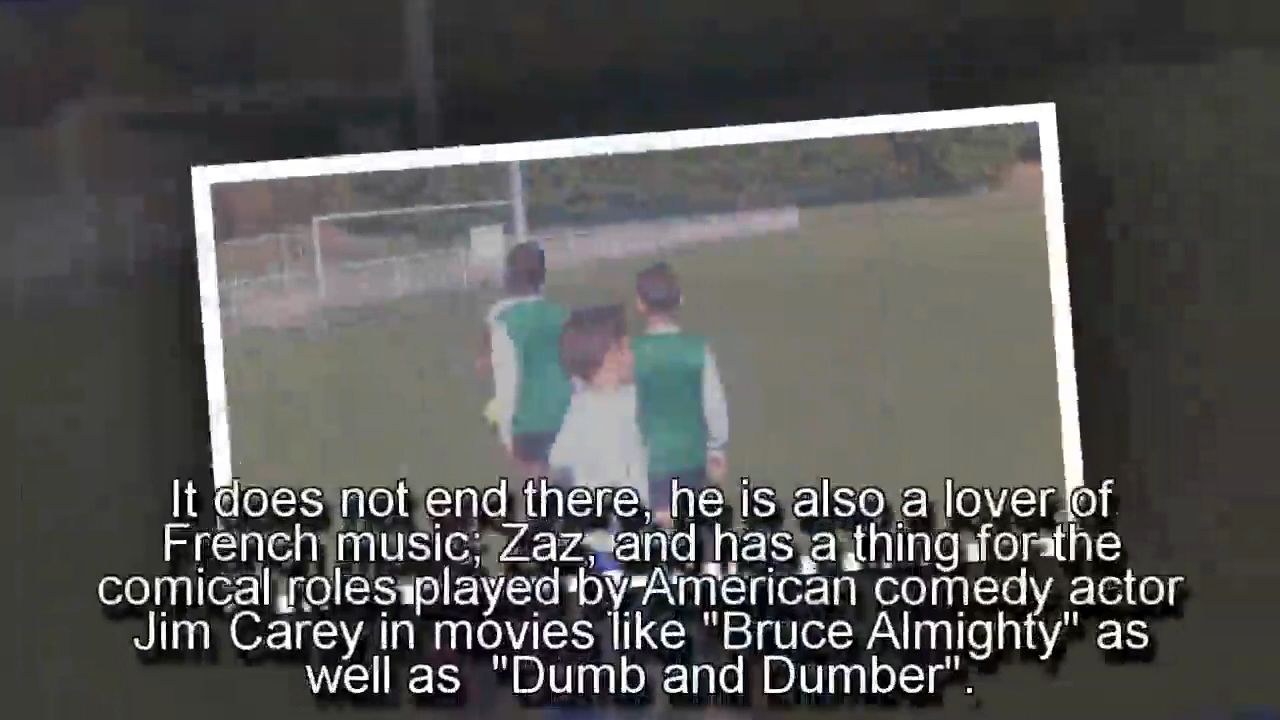 It does not end there, he is also a lover of
French music; Zaz, and has a thing for the
comical roles played by American comedy actor
Jim Carey in movies like "Bruce Almighty" as
well as  "Dumb and Dumber".